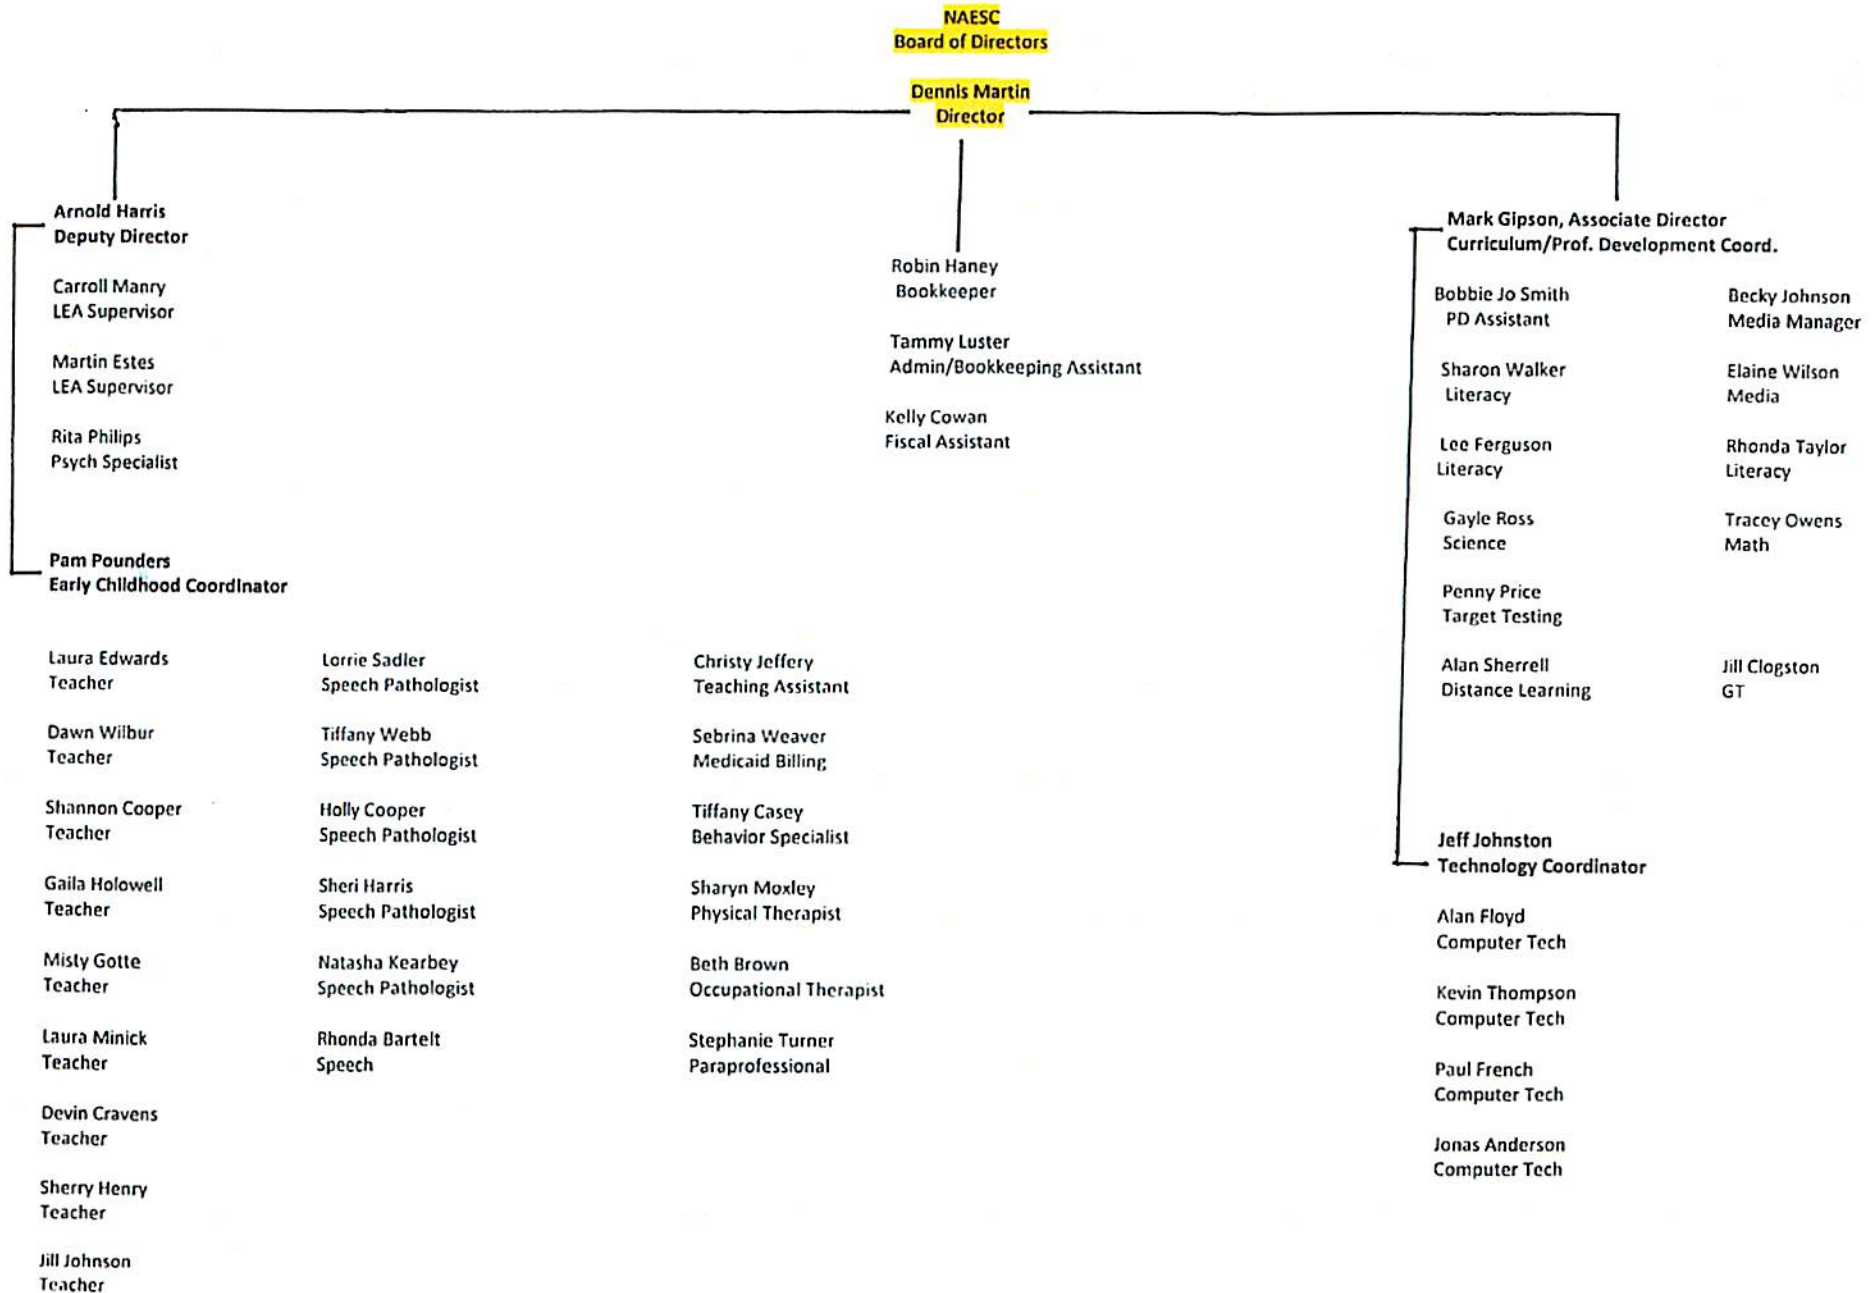 NAESC
Board of Directors
Dennis Martin
Director
Arnold Harris
Deputy Director
Carroll Manry
LEA Supervisor
Martin Estes
LEA Supervisor
Rita Philips
Psych Specialist
Pam Pounders
Early Childhood Coordinator
Laura Edwards
Teacher
Dawn Wilbur
Teacher
Shannon Cooper
Teacher
Gaila Holowell
Teacher
Misty Gotte
Teacher
Laura Minick
Teacher
Devin Cravens
Teacher
Sherry Henry
Teacher
Jill Johnson
Teacher
Lorrie Sadler
Speech Pathologist
Tiffany Webb
Speech Pathologist
Holly Cooper
Speech Pathologist
Sheri Harris
Speech Pathologist
Natasha Kearbey
Speech Pathologist
Rhonda Bartelt
Speech
Christy Jeffery
Teaching Assistant
Sebrina Weaver
Medicaid Billing
Tiffany Casey
Behavior Specialist
Sharyn Moxley
Physical Therapist
Beth Brown
Occupational Therapist
Stephanie Turner
Paraprofessional
Robin Haney
Bookkeeper
Tammy Luster
Admin/Bookkeeping Assistant
Kelly Cowan
Fiscal Assistant
Mark Gipson, Associate Director
Curriculum/Prof. Development Coord.
Bobbie Jo Smith
PD Assistant
Sharon Walker
Literacy
Lee Ferguson
Literacy
Gayle Ross
Science
Penny Price
Target Testing
Alan Sherrell
Distance Learning
Becky Johnson
Media Manager
Elaine Wilson
Media
Rhonda Taylor
Literacy
Tracey Owens
Math
Jill Clogston
GT
Jeff Johnston
Technology Coordinator
Alan Floyd
Computer Tech
Kevin Thompson
Computer Tech
Paul French
Computer Tech
Jonas Anderson
Computer Tech